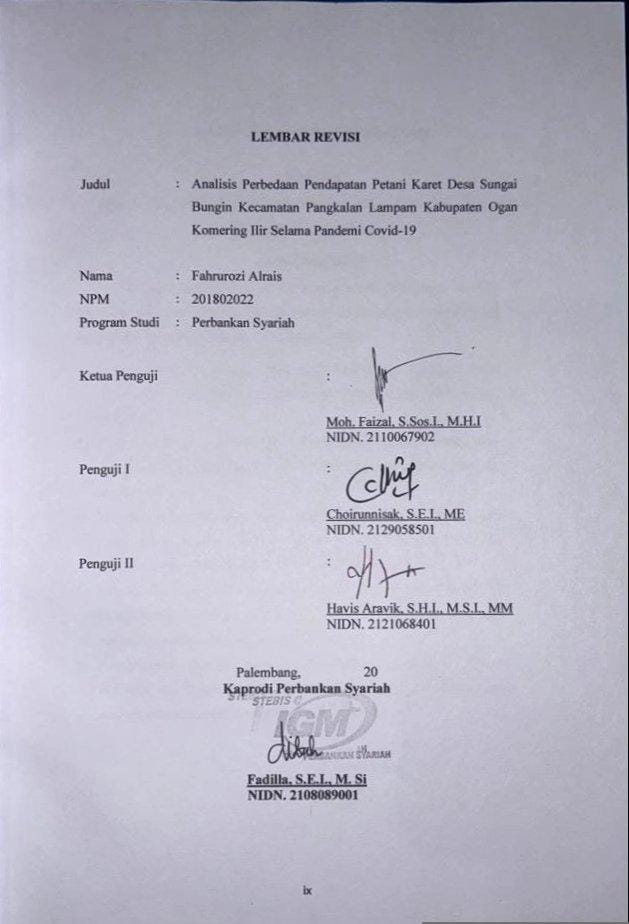 LEMBAR REVISI
Judul : Analisis Perbedaan Pendapatan Petani Karet Desa Sungai
Bungin Kecamatan Pangkalan Lampam Kabupaten Ogan
Komering Ilir Selama Pandemi Covid-19
Nama : Fahrurozi Alrais
NPM : 201802022
Program Studi : Perbankan Syariah
Ketua Penguji :
Moh. Faizal, S.Sos.I., M.H.I
NIDN. 2110067902
Penguji I :
Choirunnisak, S.E.I., ME
NIDN. 2129058501
Penguji II :
Havis Aravik, S.H.I., M.S.I., MM
NIDN. 2121068401
Palembang, 20
Kaprodi Perbankan Syariah
STEBIS
IGM
PERBANKAN SYARIAH
Fadilla, S.E.I., M. Si
NIDN. 2108089001
ix